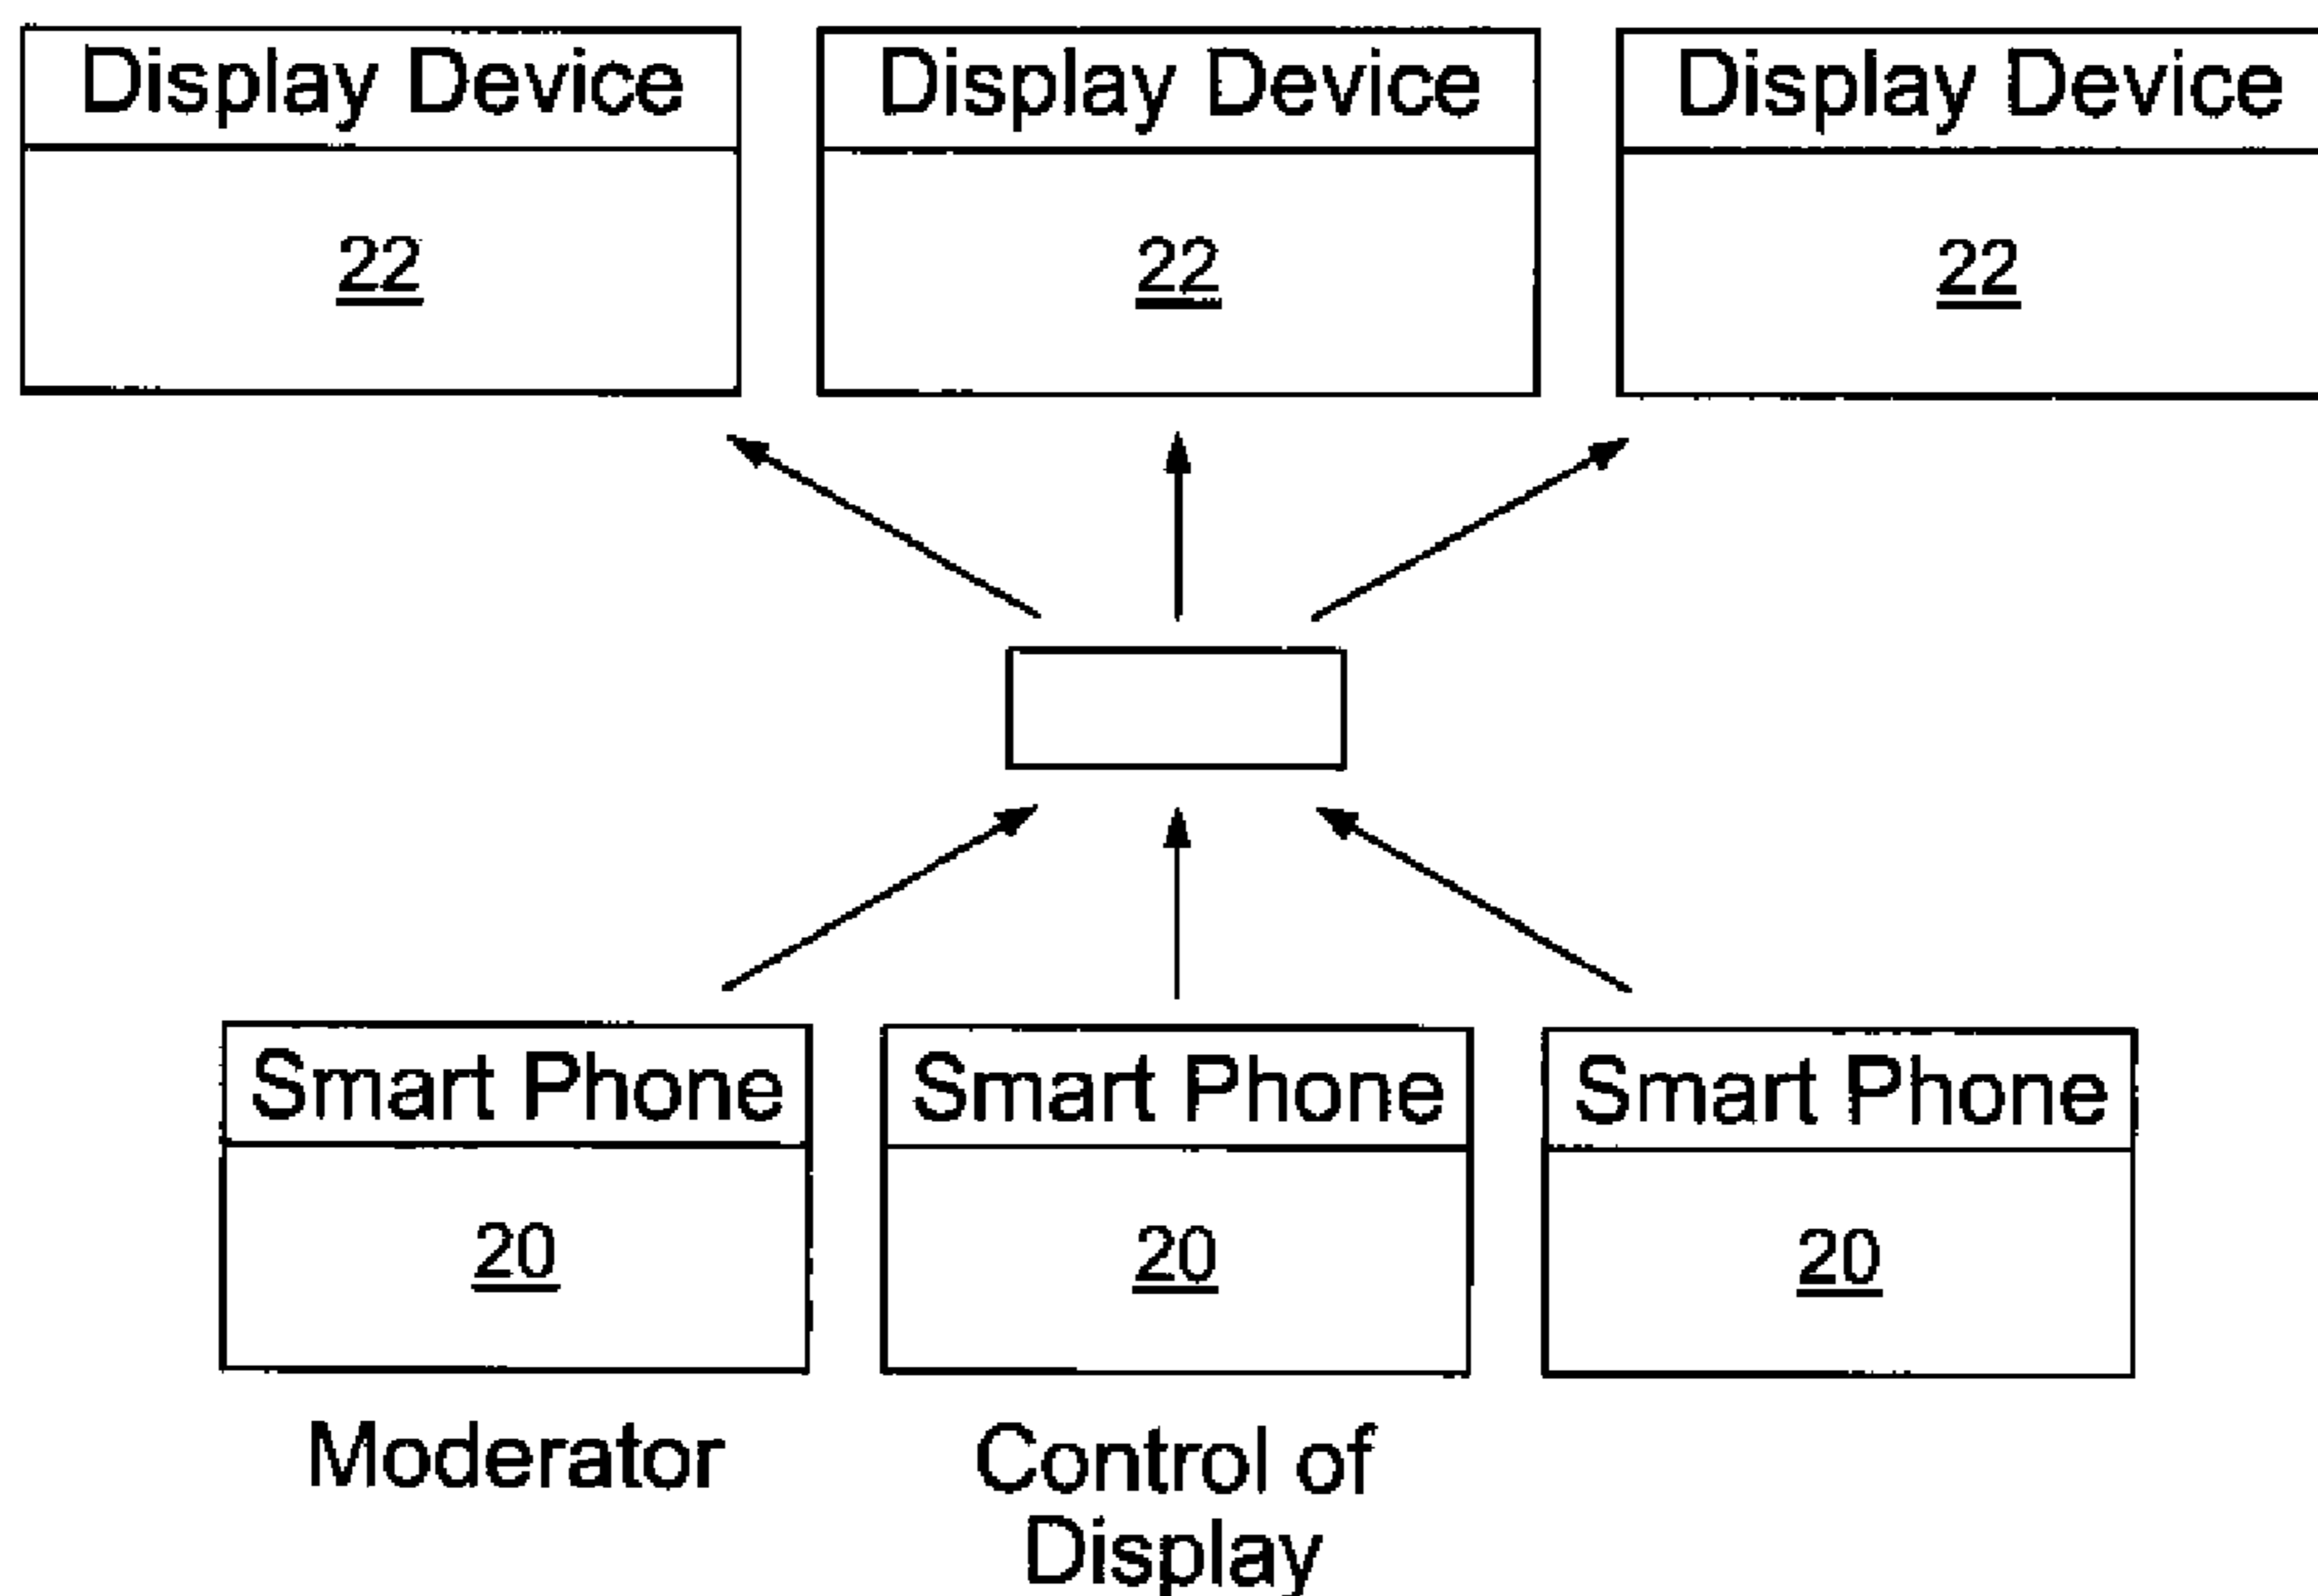 Display Device
Display Device
Display Device
22
22
22
Smart Phone
Smart Phone
Smart Phone
20
20
20
Moderator
Control of
Display